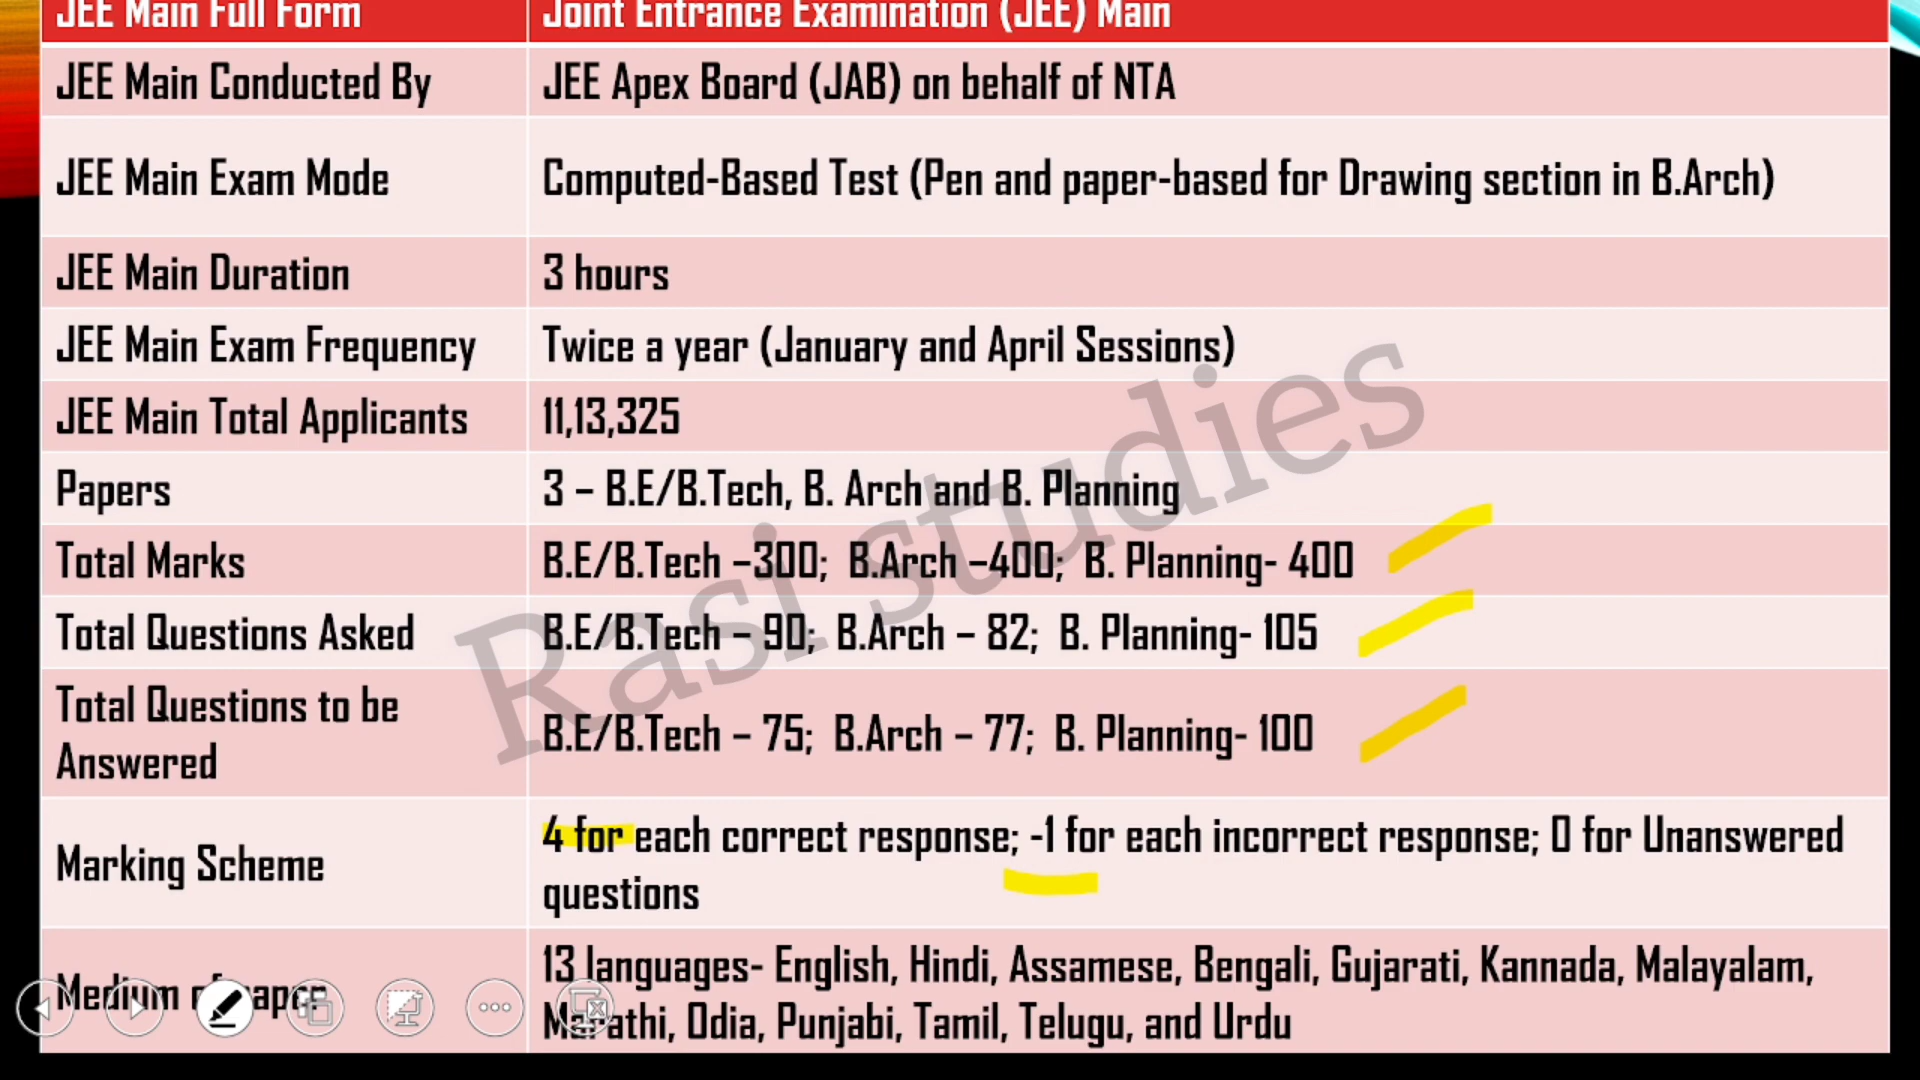 JEE Main Full Form
Joint Entrance Examination (JEE) Main
JEE Main Conducted By
JEE Apex Board (JAB) on behalf of NTA
JEE Main Exam Mode
Computed-Based Test (Pen and paper-based for Drawing section in B.Arch)
JEE Main Duration
3 hours
JEE Main Exam Frequency
Twice a year (January and April Sessions)
JEE Main Total Applicants
11,13,325
Papers
3 – B.E/B.Tech, B. Arch and B. Planning
Total Marks
B.E/B.Tech –300; B.Arch –400; B. Planning- 400
Total Questions Asked
B.E/B.Tech – 90; B.Arch – 82; B. Planning- 105
Total Questions to be
Answered
B.E/B.Tech – 75; B.Arch – 77; B. Planning- 100
Marking Scheme
4 for each correct response; -1 for each incorrect response; 0 for Unanswered
questions
Medium of paper
13 languages- English, Hindi, Assamese, Bengali, Gujarati, Kannada, Malayalam,
Marathi, Odia, Punjabi, Tamil, Telugu, and Urdu
Rasi studies